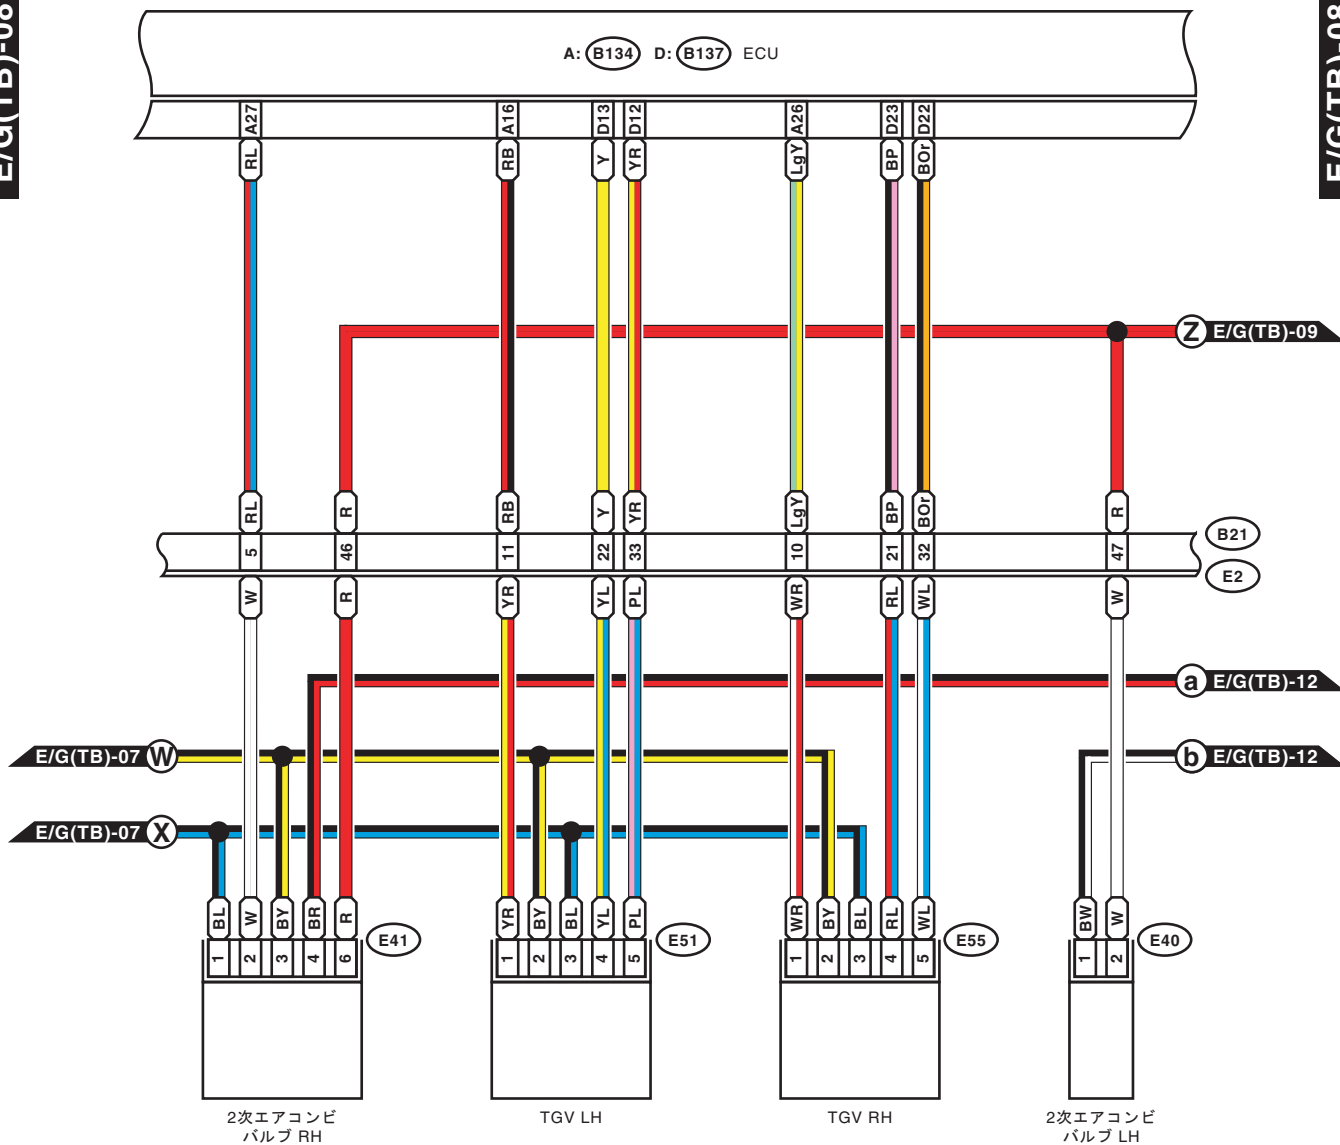 E/G(TB)-08
E/G(TB)-08
A: B134 D: B137 ECU
A27 A16 D13 D12 A26 D23 D22
RL RB Y YR LgY BP BOr
Z E/G(TB)-09
RL R RB Y YR LgY BP BOr R
5 46 11 22 33 10 21 32 47
B21
E2
W R YR YL PL WR RL WL W
a E/G(TB)-12
E/G(TB)-07 W
b E/G(TB)-12
E/G(TB)-07 X
BL W BY BR R YR BY BL YL PL WR BY BL RL WL BW W
1 2 3 4 6 E41 1 2 3 4 5 E51 1 2 3 4 5 E55 1 2 E40
2次エアコンビ
バルブ RH
TGV LH
TGV RH
2次エアコンビ
バルブ LH